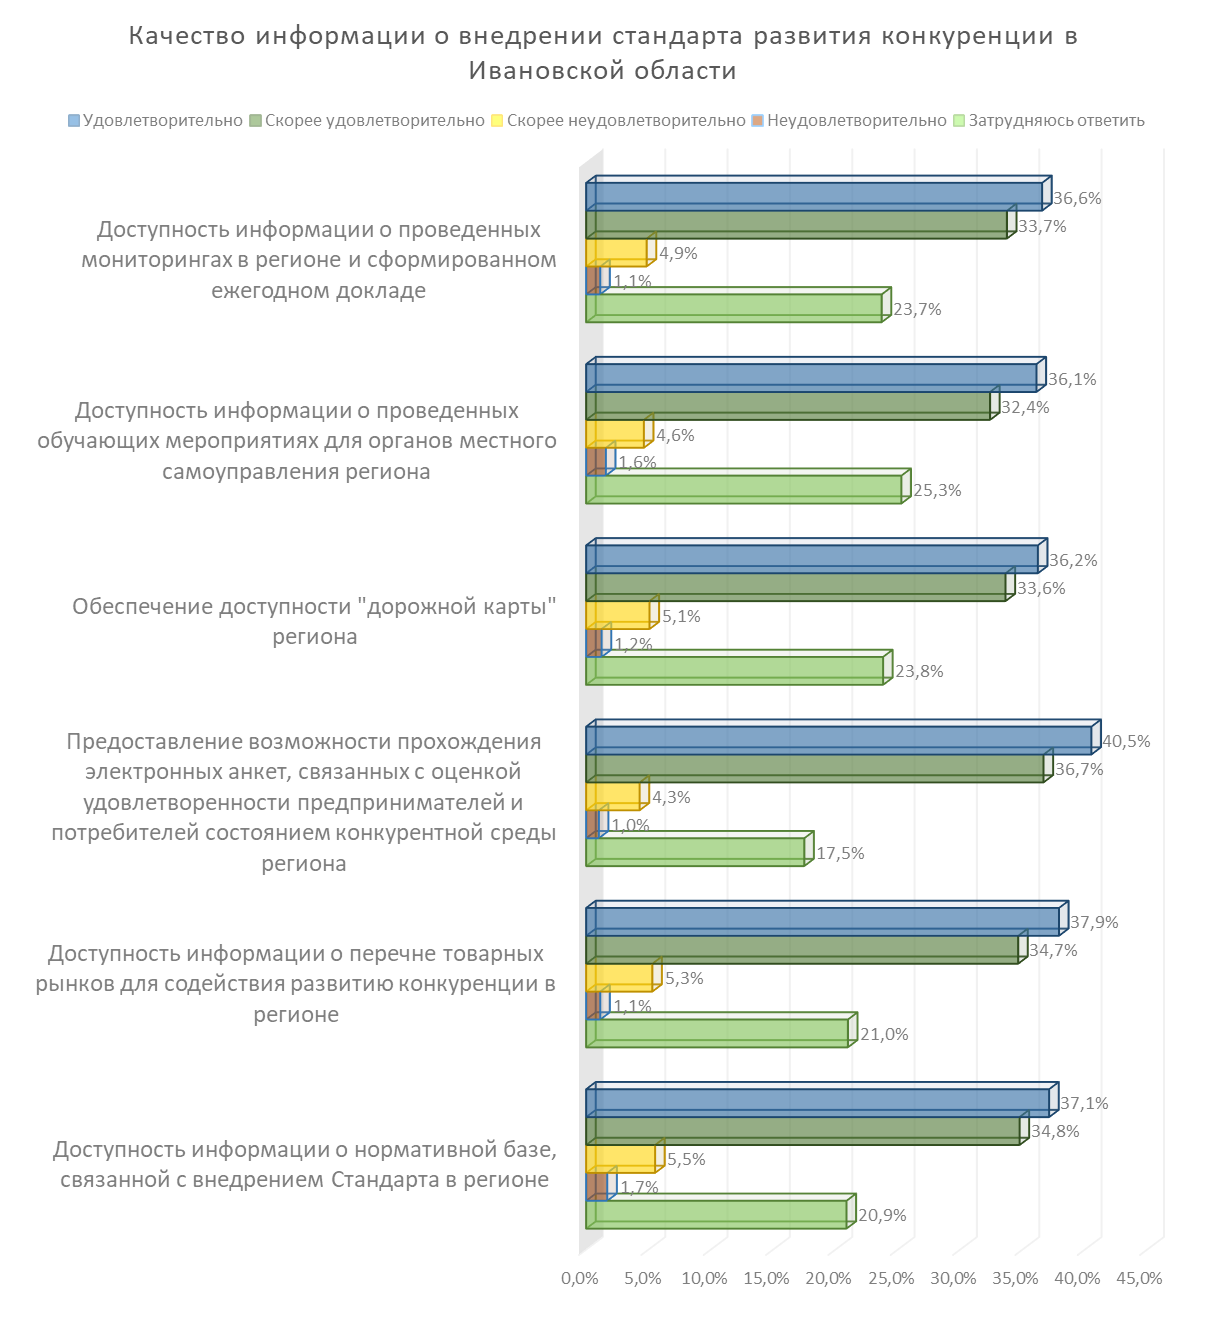 Качество информации о внедрении стандарта развития конкуренции в
Ивановской области
Удовлетворительно Скорее удовлетворительно Скорее неудовлетворительно Неудовлетворительно Затрудняюсь ответить
Доступность информации о проведенных
мониторингах в регионе и сформированном
ежегодном докладе
36,6%
33,7%
4,9%
1,1%
23,7%
Доступность информации о проведенных
обучающих мероприятиях для органов местного
самоуправления региона
36,1%
32,4%
4,6%
1,6%
25,3%
Обеспечение доступности "дорожной карты"
региона
36,2%
33,6%
5,1%
1,2%
23,8%
Предоставление возможности прохождения
электронных анкет, связанных с оценкой
удовлетворенности предпринимателей и
потребителей состоянием конкурентной среды
региона
40,5%
36,7%
4,3%
1,0%
17,5%
Доступность информации о перечне товарных
рынков для содействия развитию конкуренции в
регионе
37,9%
34,7%
5,3%
1,1%
21,0%
Доступность информации о нормативной базе,
связанной с внедрением Стандарта в регионе
37,1%
34,8%
5,5%
1,7%
20,9%
0,0% 5,0% 10,0% 15,0% 20,0% 25,0% 30,0% 35,0% 40,0% 45,0%